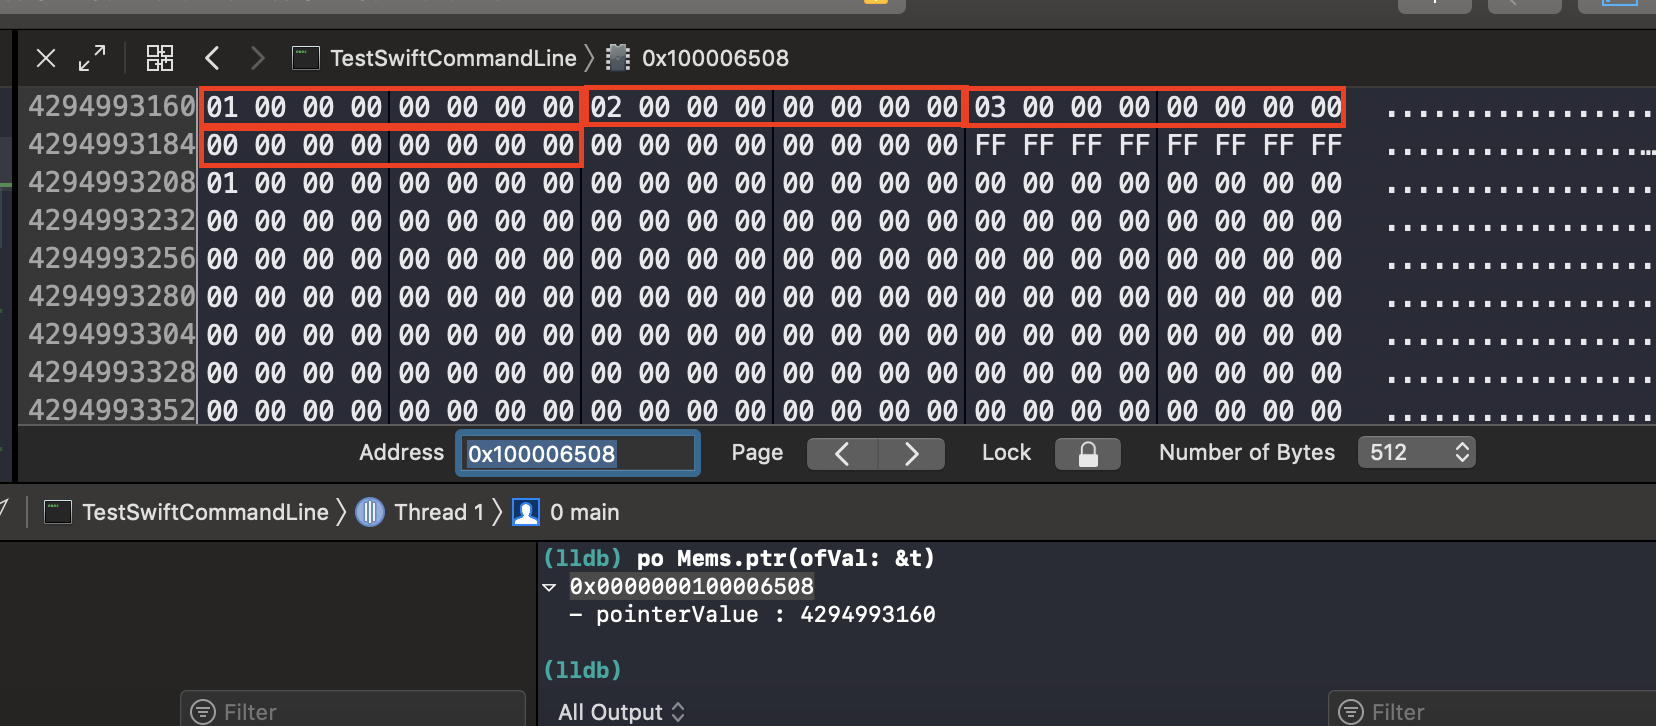 TestSwiftCommandLine 0x100006508
4294993160 01 00 00 00 00 00 00 00 02 00 00 00 00 00 00 00 03 00 00 00 00 00 00 00 ................
4294993184 00 00 00 00 00 00 00 00 00 00 00 00 00 00 00 00 FF FF FF FF FF FF FF FF ................…
4294993208 01 00 00 00 00 00 00 00 00 00 00 00 00 00 00 00 00 00 00 00 00 00 00 00 ................
4294993232 00 00 00 00 00 00 00 00 00 00 00 00 00 00 00 00 00 00 00 00 00 00 00 00 ................
4294993256 00 00 00 00 00 00 00 00 00 00 00 00 00 00 00 00 00 00 00 00 00 00 00 00 ................
4294993280 00 00 00 00 00 00 00 00 00 00 00 00 00 00 00 00 00 00 00 00 00 00 00 00 ................
4294993304 00 00 00 00 00 00 00 00 00 00 00 00 00 00 00 00 00 00 00 00 00 00 00 00 ................
4294993328 00 00 00 00 00 00 00 00 00 00 00 00 00 00 00 00 00 00 00 00 00 00 00 00 ................
4294993352 00 00 00 00 00 00 00 00 00 00 00 00 00 00 00 00 00 00 00 00 00 00 00 00 ................
Address 0x100006508 Page Lock Number of Bytes 512
TestSwiftCommandLine Thread 1 0 main
(lldb) po Mems.ptr(ofVal: &t)
0x0000000100006508
– pointerValue : 4294993160
(lldb)
Filter All Output Filter